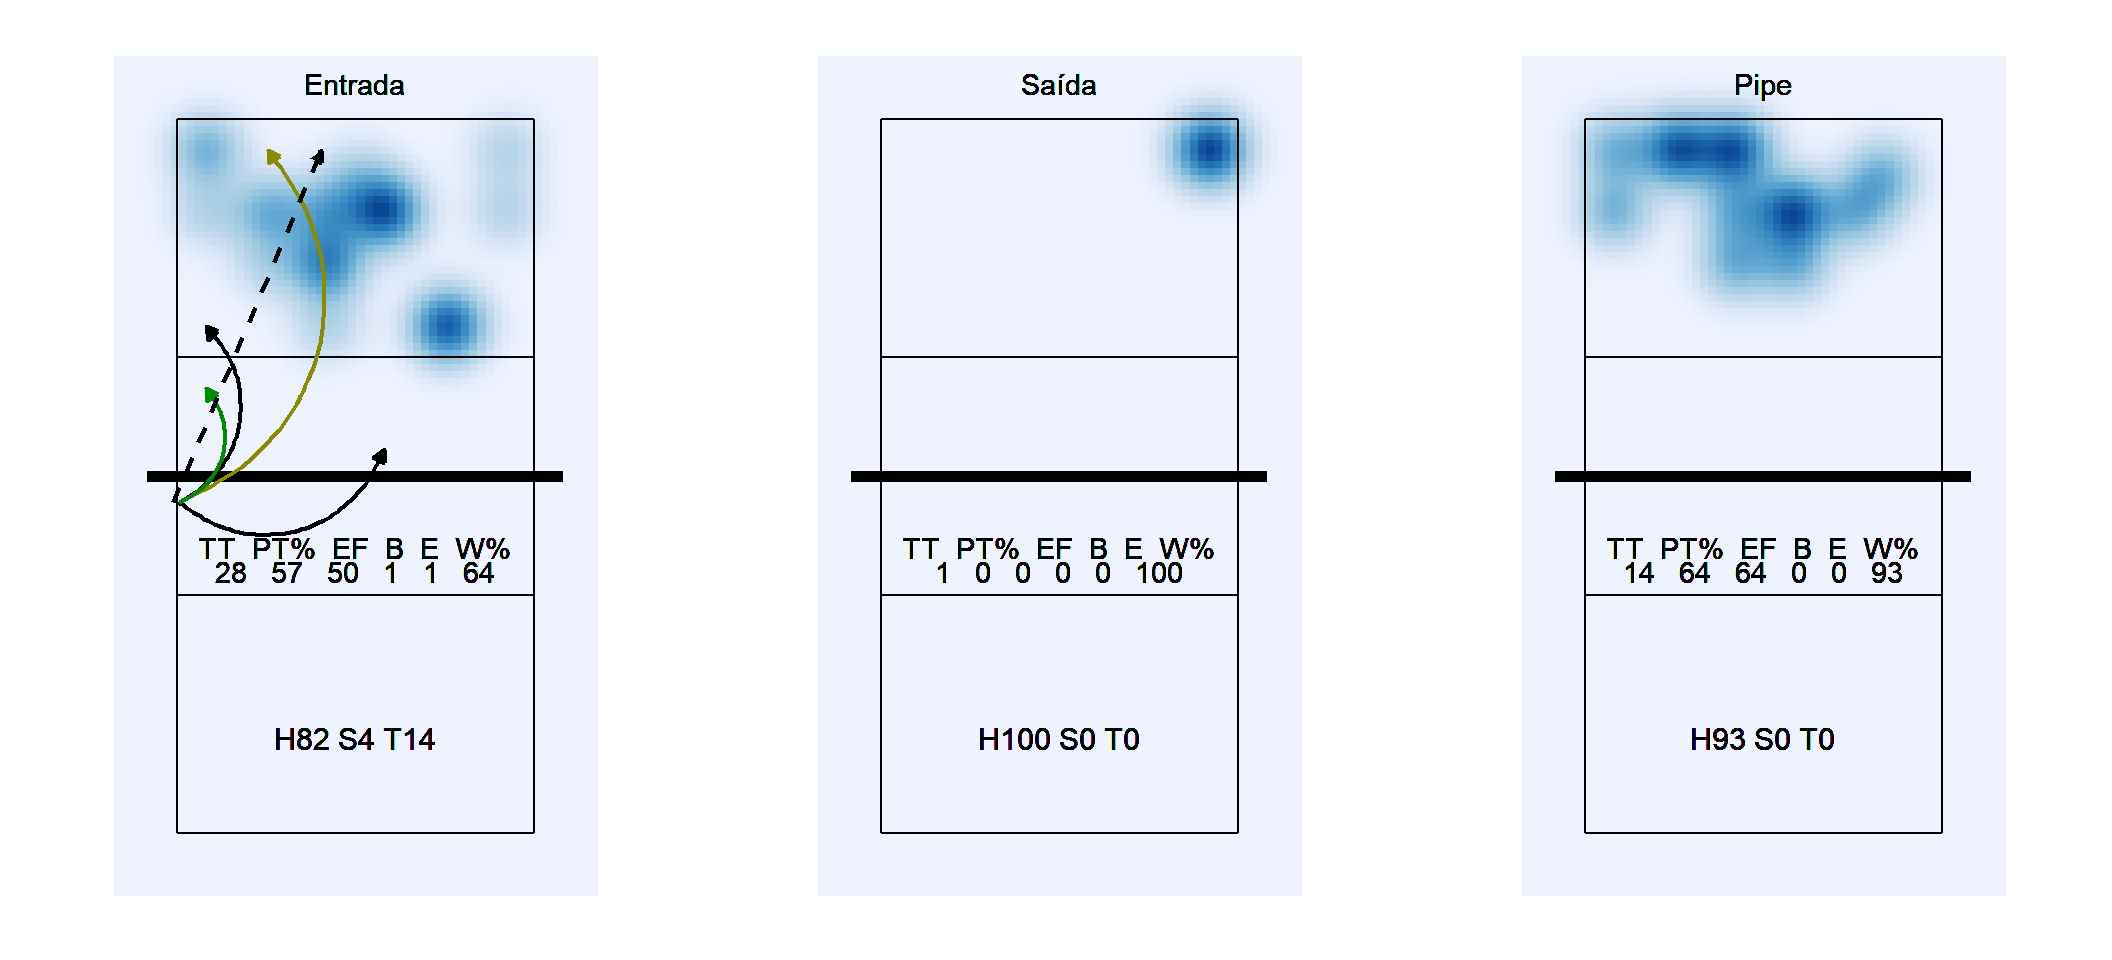 Entrada
TT PT% EF B E W%
28 57 50 1 1 64
H82 S4 T14
Saída
TT PT% EF B E W%
1 0 0 0 0 100
H100 S0 T0
Pipe
TT PT% EF B E W%
14 64 64 0 0 93
H93 S0 T0